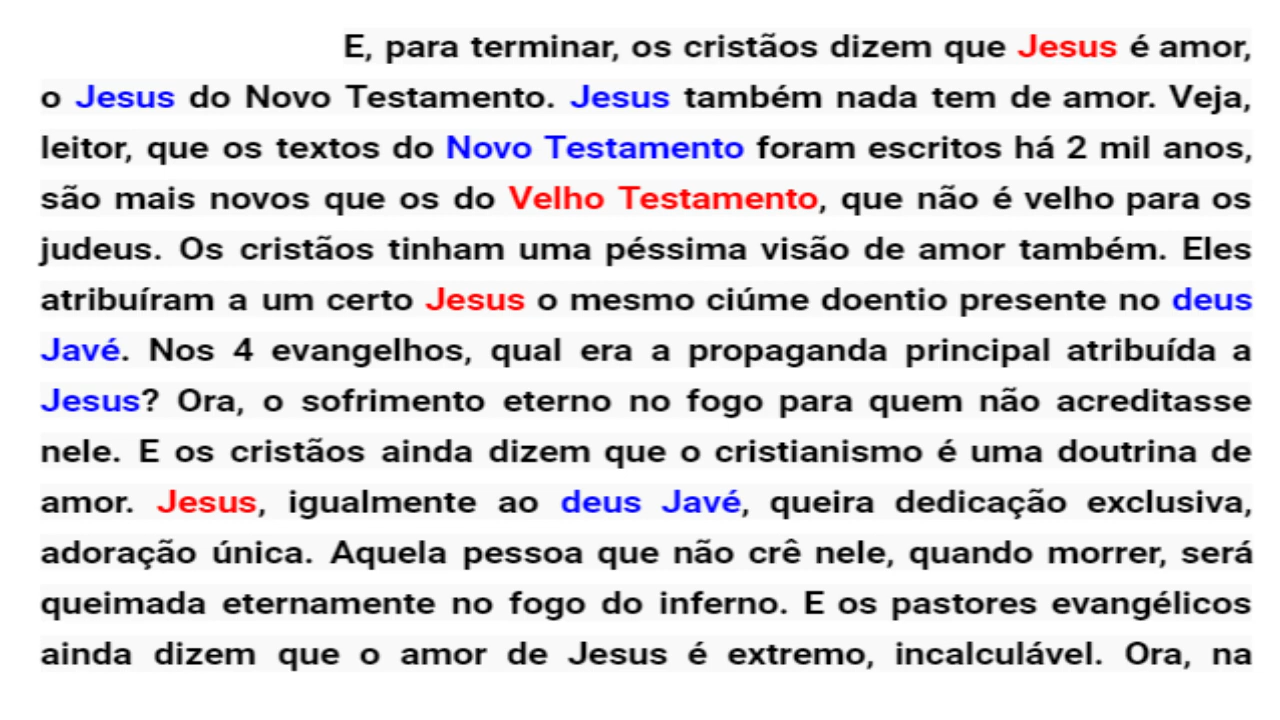 E, para terminar, os cristãos dizem que Jesus é amor,
o Jesus do Novo Testamento. Jesus também nada tem de amor. Veja,
leitor, que os textos do Novo Testamento foram escritos há 2 mil anos,
são mais novos que os do Velho Testamento, que não é velho para os
judeus. Os cristãos tinham uma péssima visão de amor também. Eles
atribuíram a um certo Jesus o mesmo ciúme doentio presente no deus
Javé. Nos 4 evangelhos, qual era a propaganda principal atribuída a
Jesus? Ora, o sofrimento eterno no fogo para quem não acreditasse
nele. E os cristãos ainda dizem que o cristianismo é uma doutrina de
amor. Jesus, igualmente ao deus Javé, queira dedicação exclusiva,
adoração única. Aquela pessoa que não crê nele, quando morrer, será
queimada eternamente no fogo do inferno. E os pastores evangélicos
ainda dizem que o amor de Jesus é extremo, incalculável. Ora, na